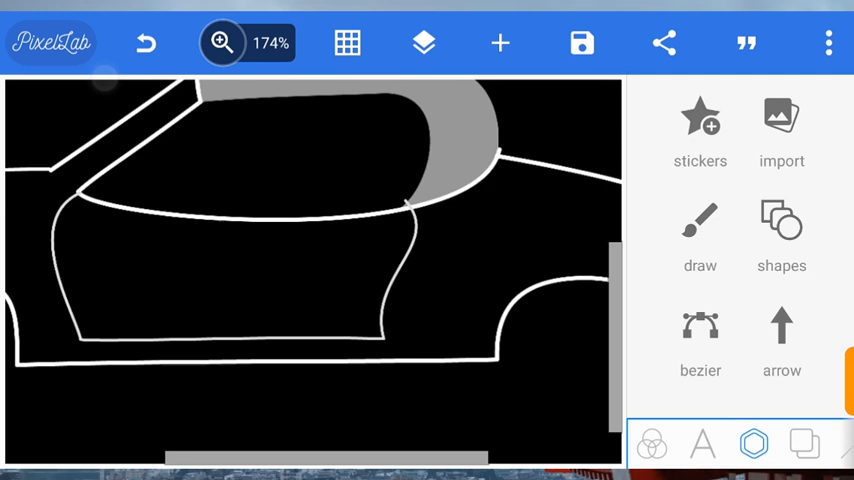 PixelLab
174%
stickers
import
draw
shapes
bezier
arrow